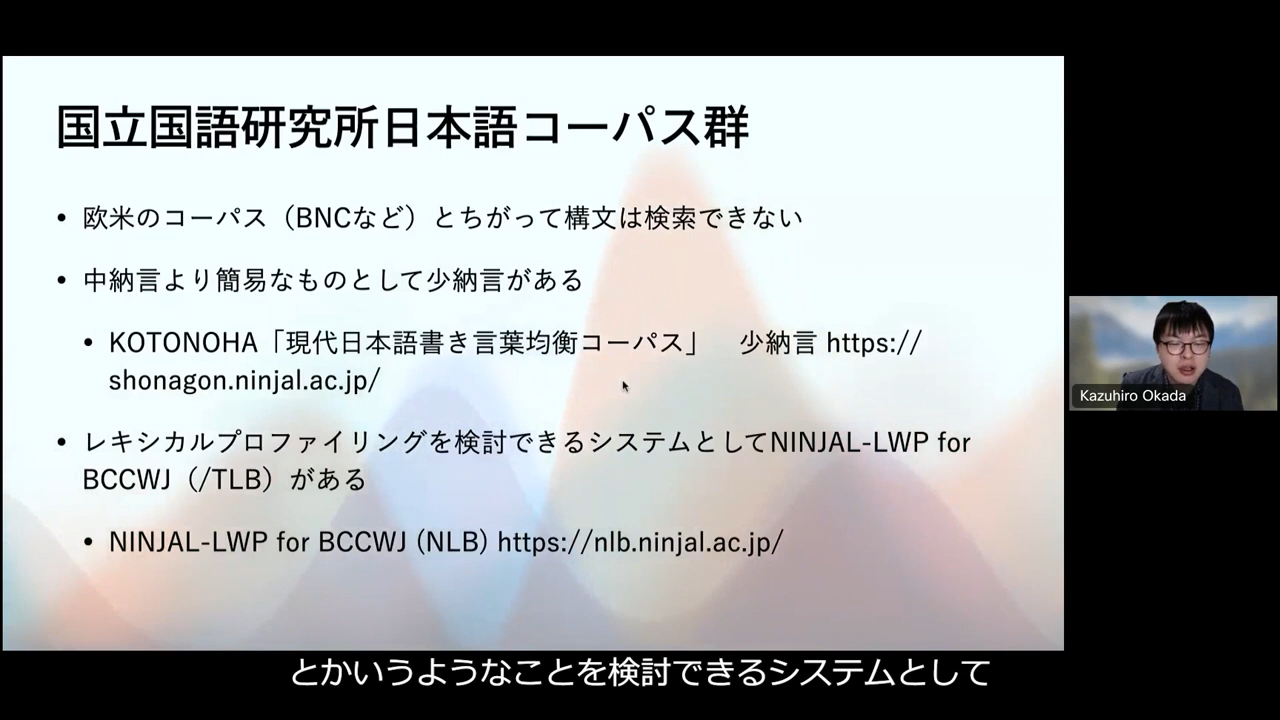 国立国語研究所日本語コーパス群
• 欧米のコーパス（BNCなど）とちがって構文は検索できない
• 中納言より簡易なものとして少納言がある
• KOTONOHA「現代日本語書き言葉均衡コーパス」　少納言 https://
shonagon.ninjal.ac.jp/
• レキシカルプロファイリングを検討できるシステムとしてNINJAL-LWP for
BCCWJ（/TLB）がある
• NINJAL-LWP for BCCWJ (NLB) https://nlb.ninjal.ac.jp/
Kazuhiro Okada
とかいうようなことを検討できるシステムとして